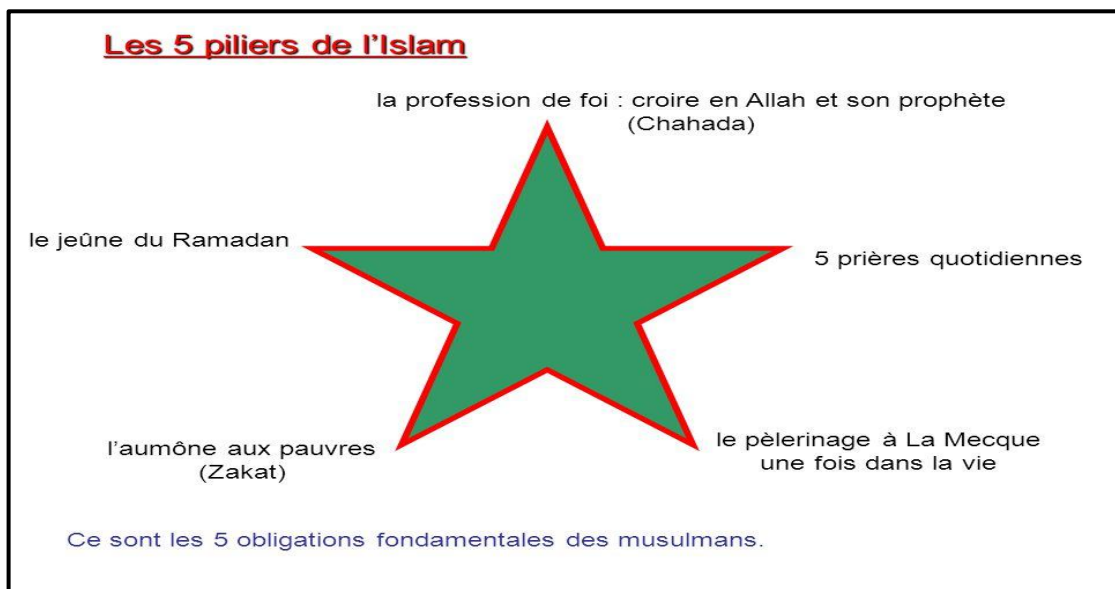 Les 5 piliers de l'Islam
la profession de foi : croire en Allah et son prophète
(Chahada)
le jeûne du Ramadan
5 prières quotidiennes
l'aumône aux pauvres
(Zakat)
le pèlerinage à La Mecque
une fois dans la vie
Ce sont les 5 obligations fondamentales des musulmans.